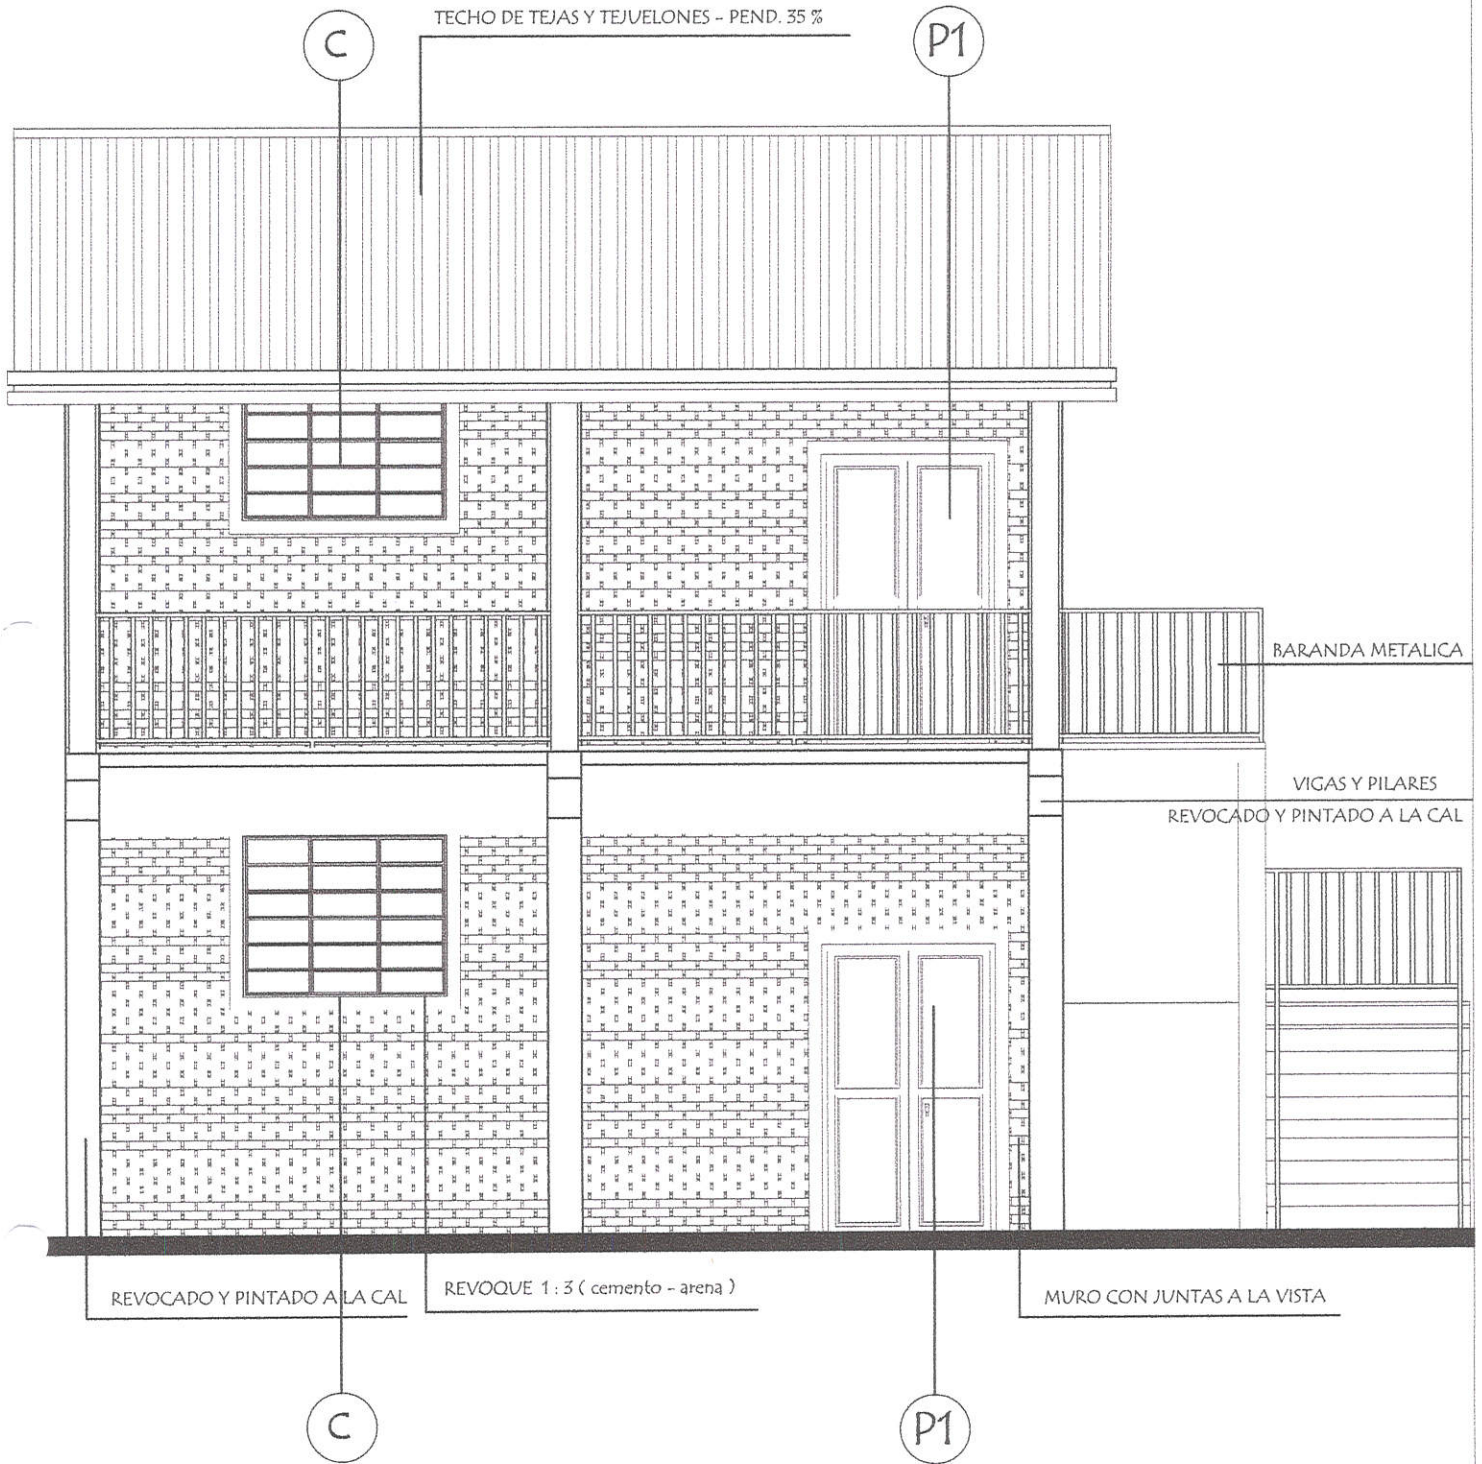 TECHO DE TEJAS Y TEJUELONES - PEND. 35 %
C
P1
BARANDA METALICA
VIGAS Y PILARES
REVOCADO Y PINTADO A LA CAL
REVOCADO Y PINTADO A LA CAL
REVOQUE 1 : 3 ( cemento - arena )
MURO CON JUNTAS A LA VISTA
C
P1